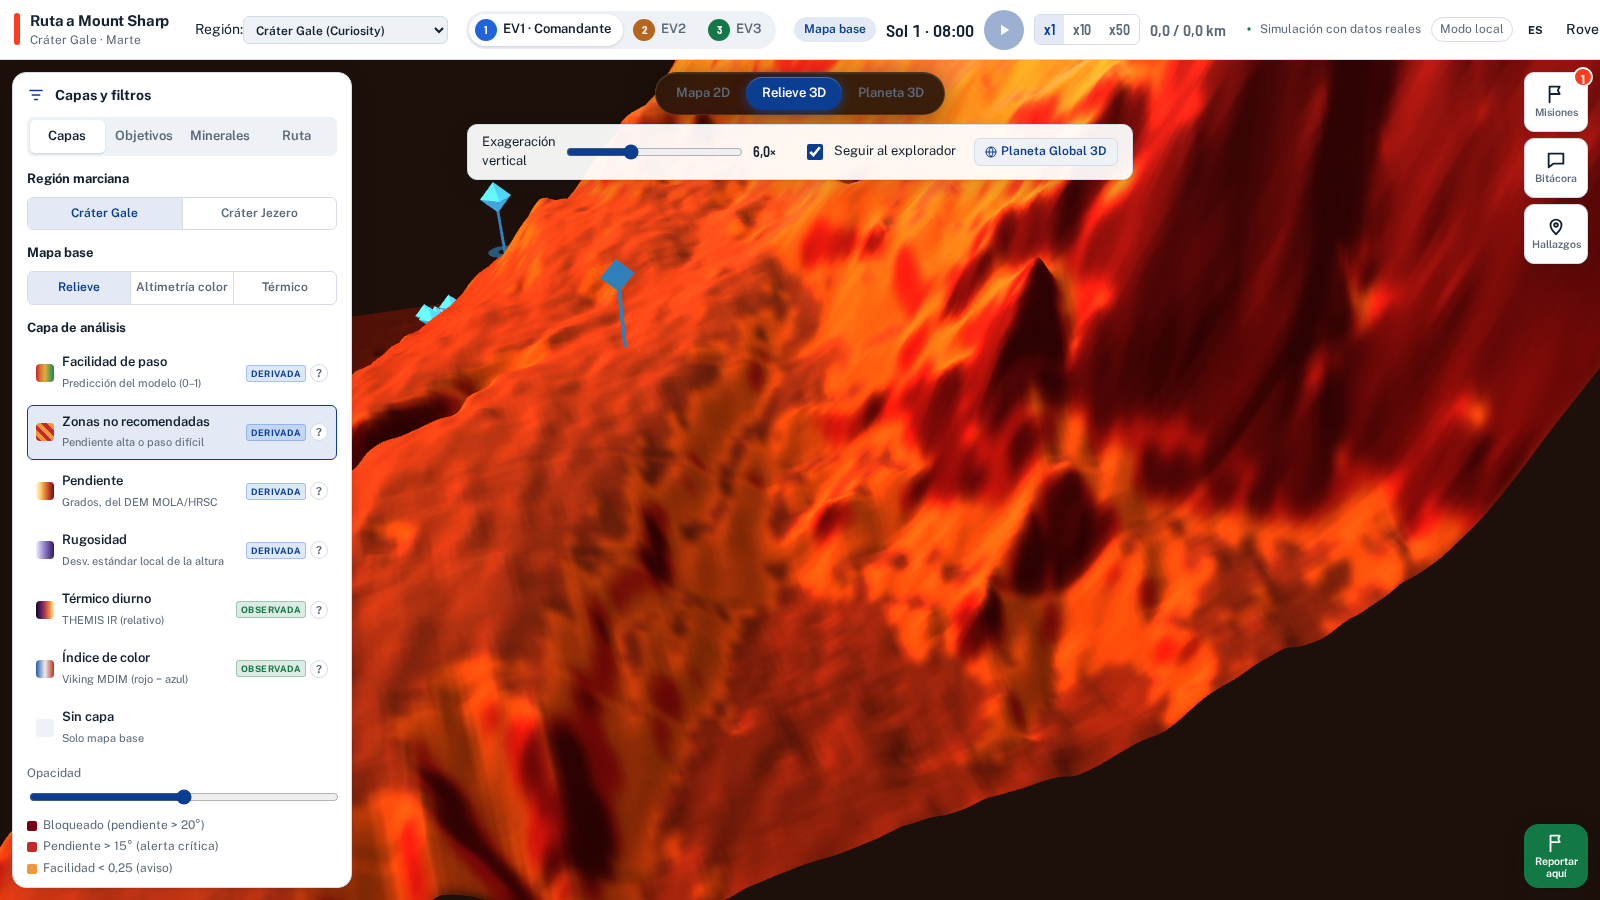 Ruta a Mount Sharp
Cráter Gale · Marte
Región:
Cráter Gale (Curiosity)
1 EV1 · Comandante
2 EV2
3 EV3
Mapa base
Sol 1 · 08:00
x1 x10 x50
0,0 / 0,0 km
• Simulación con datos reales
Modo local
ES
Rove
Capas y filtros
Capas Objetivos Minerales Ruta
Región marciana
Cráter Gale Cráter Jezero
Mapa base
Relieve Altimetría color Térmico
Capa de análisis
Facilidad de paso
Predicción del modelo (0–1)
DERIVADA ?
Zonas no recomendadas
Pendiente alta o paso difícil
DERIVADA ?
Pendiente
Grados, del DEM MOLA/HRSC
DERIVADA ?
Rugosidad
Desv. estándar local de la altura
DERIVADA ?
Térmico diurno
THEMIS IR (relativo)
OBSERVADA ?
Índice de color
Viking MDIM (rojo − azul)
OBSERVADA ?
Sin capa
Solo mapa base
Opacidad
Bloqueado (pendiente > 20°)
Pendiente > 15° (alerta crítica)
Facilidad < 0,25 (aviso)
Mapa 2D Relieve 3D Planeta 3D
Exageración
vertical
6,0×
Seguir al explorador
Planeta Global 3D
1
Misiones
Bitácora
Hallazgos
Reportar
aquí